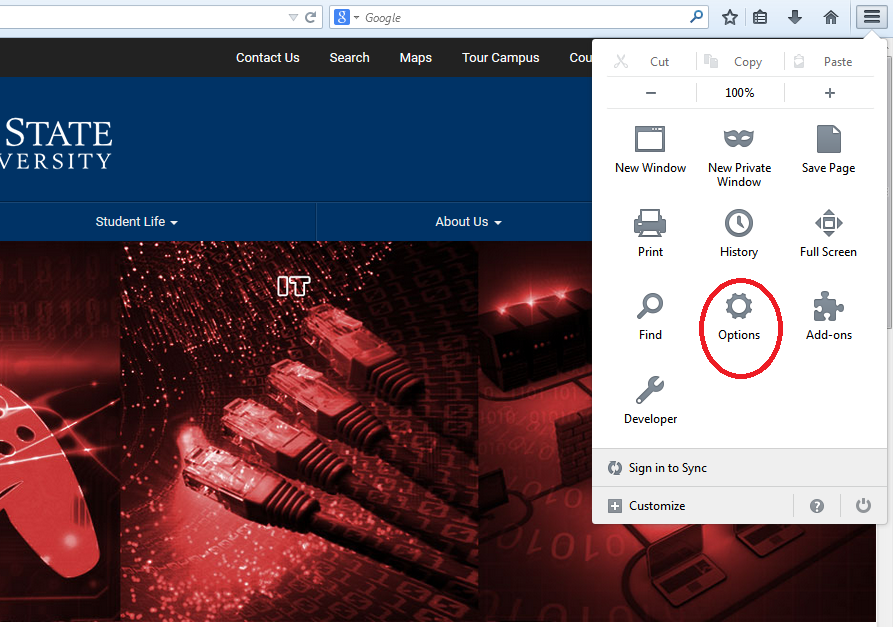 8 Google
Contact Us Search Maps Tour Campus Cou
Cut Copy Paste
− 100% +
STATE
VERSITY
New Window New Private Window Save Page
Student Life About Us
Print History Full Screen
IT
Find Options Add-ons
Developer
Sign in to Sync
Customize ?